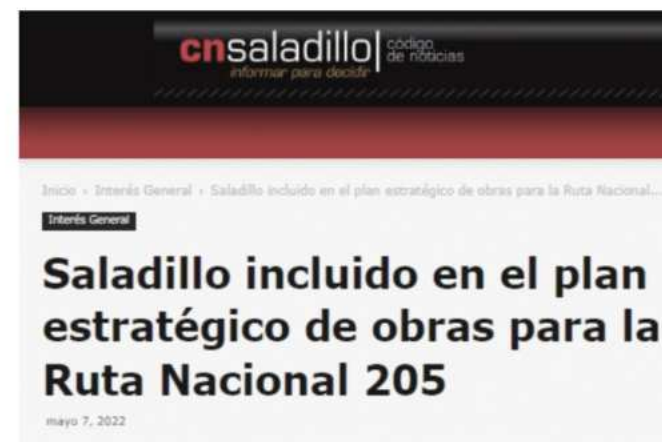 cnsaladillo| código
de noticias
informar para decidir
Inicio › Interés General › Saladillo incluido en el plan estratégico de obras para la Ruta Nacional...
Interés General
Saladillo incluido en el plan
estratégico de obras para la
Ruta Nacional 205
mayo 7, 2022